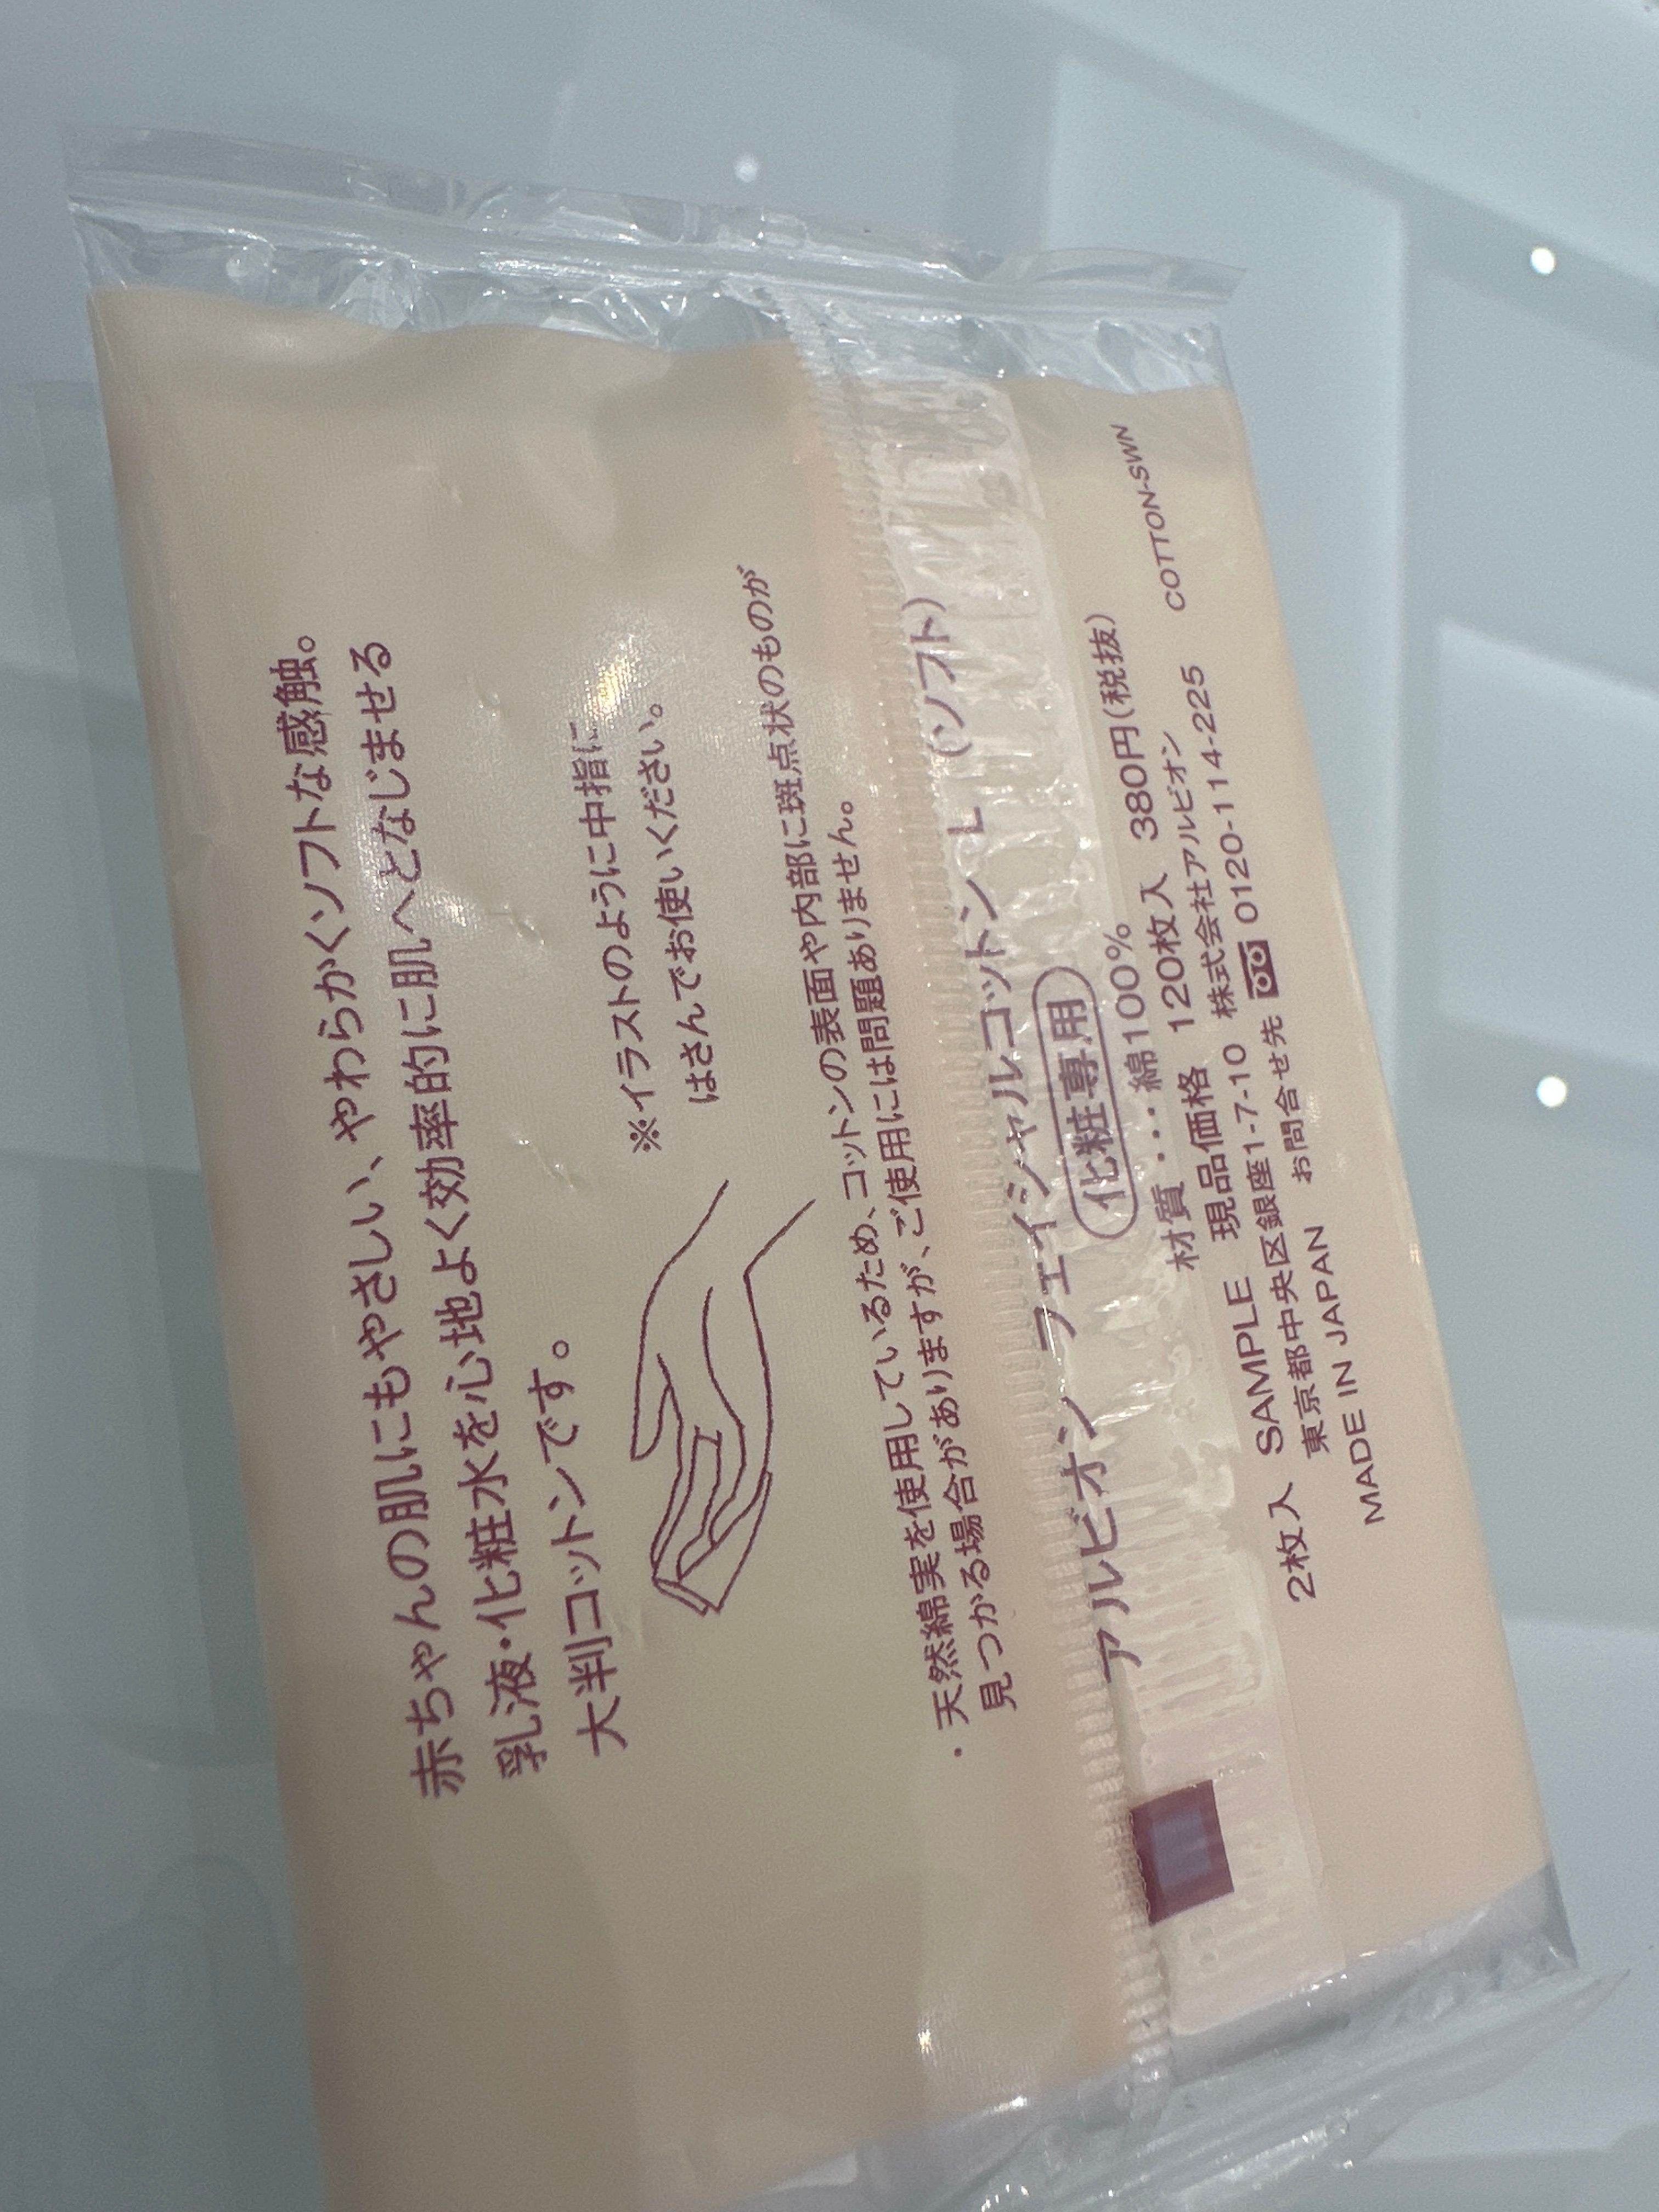 赤ちゃんの肌にもやさしい、やわらかくソフトな感触。
乳液・化粧水を心地よく効率的に肌へとなじませる
大判コットンです。
※イラストのように中指に
はさんでお使いください。
・天然綿実を使用しているため、コットンの表面や内部に斑点状のものが
見つかる場合がありますが、ご使用には問題ありません。
アルビオン フェイシャルコットン L (ソフト)
化粧専用
材質・・・綿100%
2枚入 SAMPLE 現品価格 120枚入 380円(税抜)
東京都中央区銀座1-7-10 株式会社アルビオン
MADE IN JAPAN お問合せ先 0120-114-225 COTTON-SWN